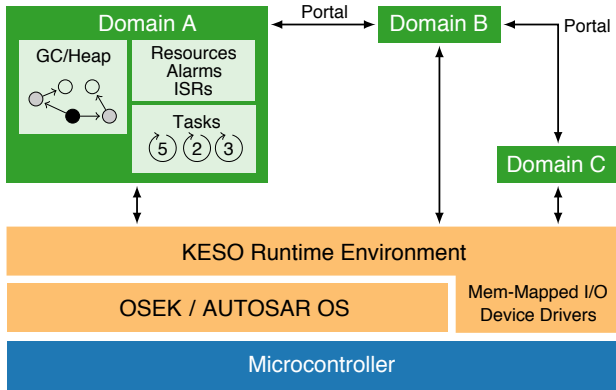 Domain A
Portal
Domain B
Portal
GC/Heap
Resources
Alarms
ISRs
Tasks
5 2 3
Domain C
KESO Runtime Environment
OSEK / AUTOSAR OS
Mem-Mapped I/O
Device Drivers
Microcontroller